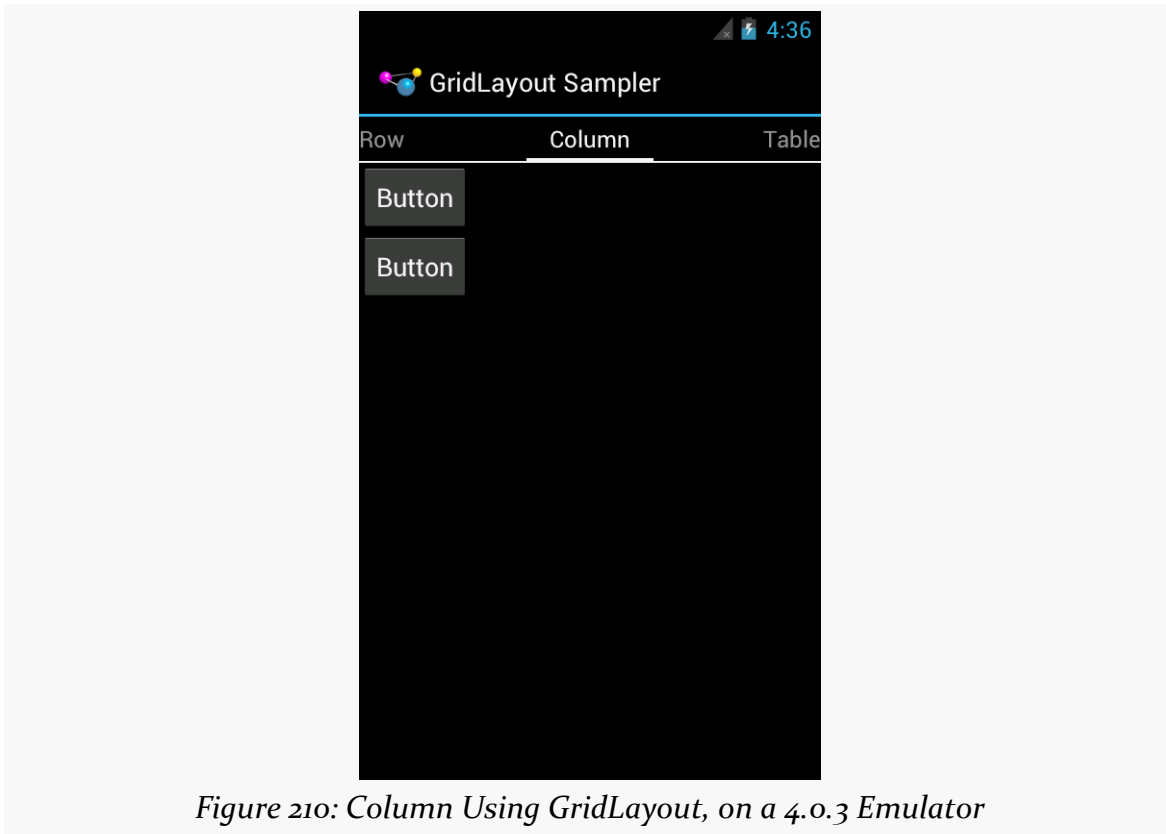 4:36
GridLayout Sampler
Row Column Table
Button
Button
Figure 210: Column Using GridLayout, on a 4.0.3 Emulator